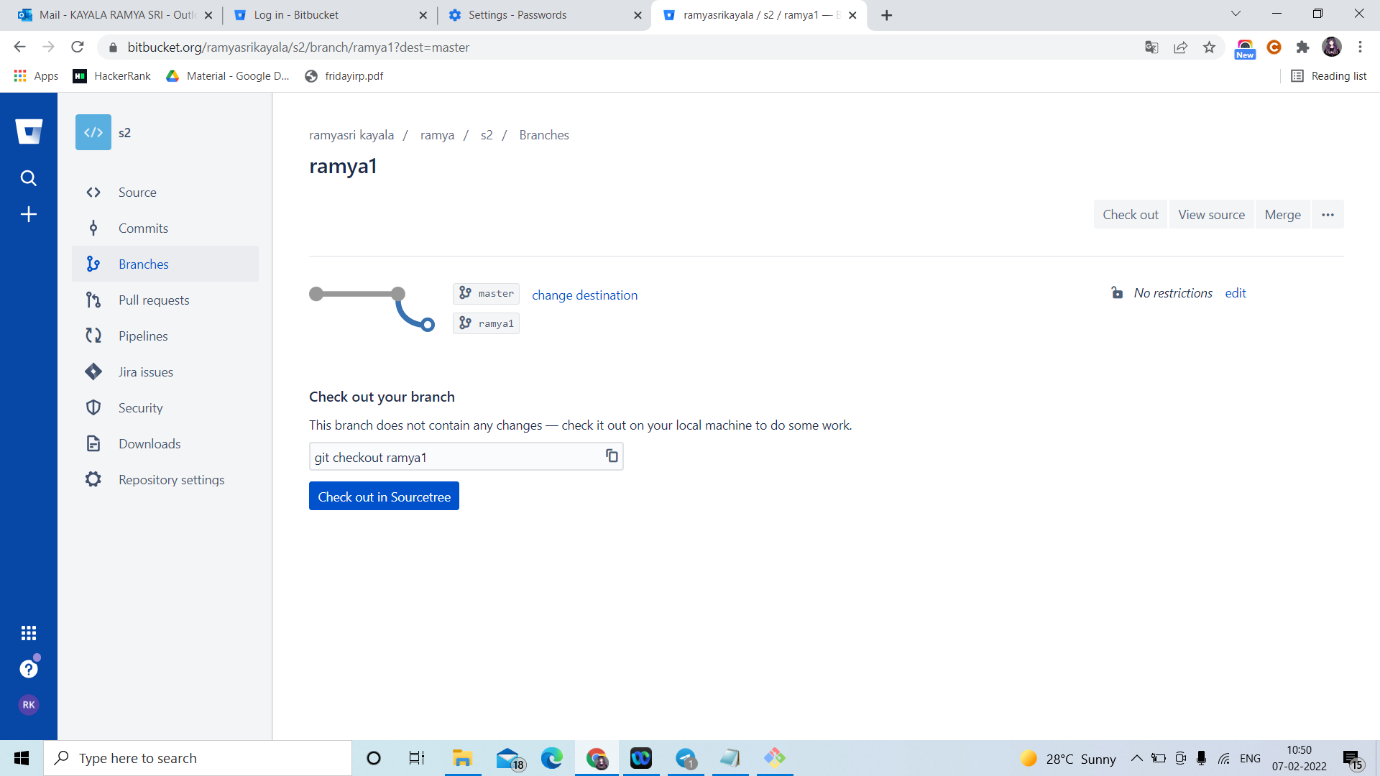 Mail - KAYALA RAMYA SRI - Outl
Log in - Bitbucket
Settings - Passwords
ramyasrikayala / s2 / ramya1 —
bitbucket.org/ramyasrikayala/s2/branch/ramya1?dest=master
New
Apps
HackerRank
Material - Google D...
fridayirp.pdf
Reading list
s2
Source
Commits
Branches
Pull requests
Pipelines
Jira issues
Security
Downloads
Repository settings
RK
ramyasri kayala / ramya / s2 / Branches
ramya1
Check out
View source
Merge
master
change destination
ramya1
No restrictions edit
Check out your branch
This branch does not contain any changes — check it out on your local machine to do some work.
git checkout ramya1
Check out in Sourcetree
Type here to search
18
1
28°C Sunny
ENG
10:50
07-02-2022
15